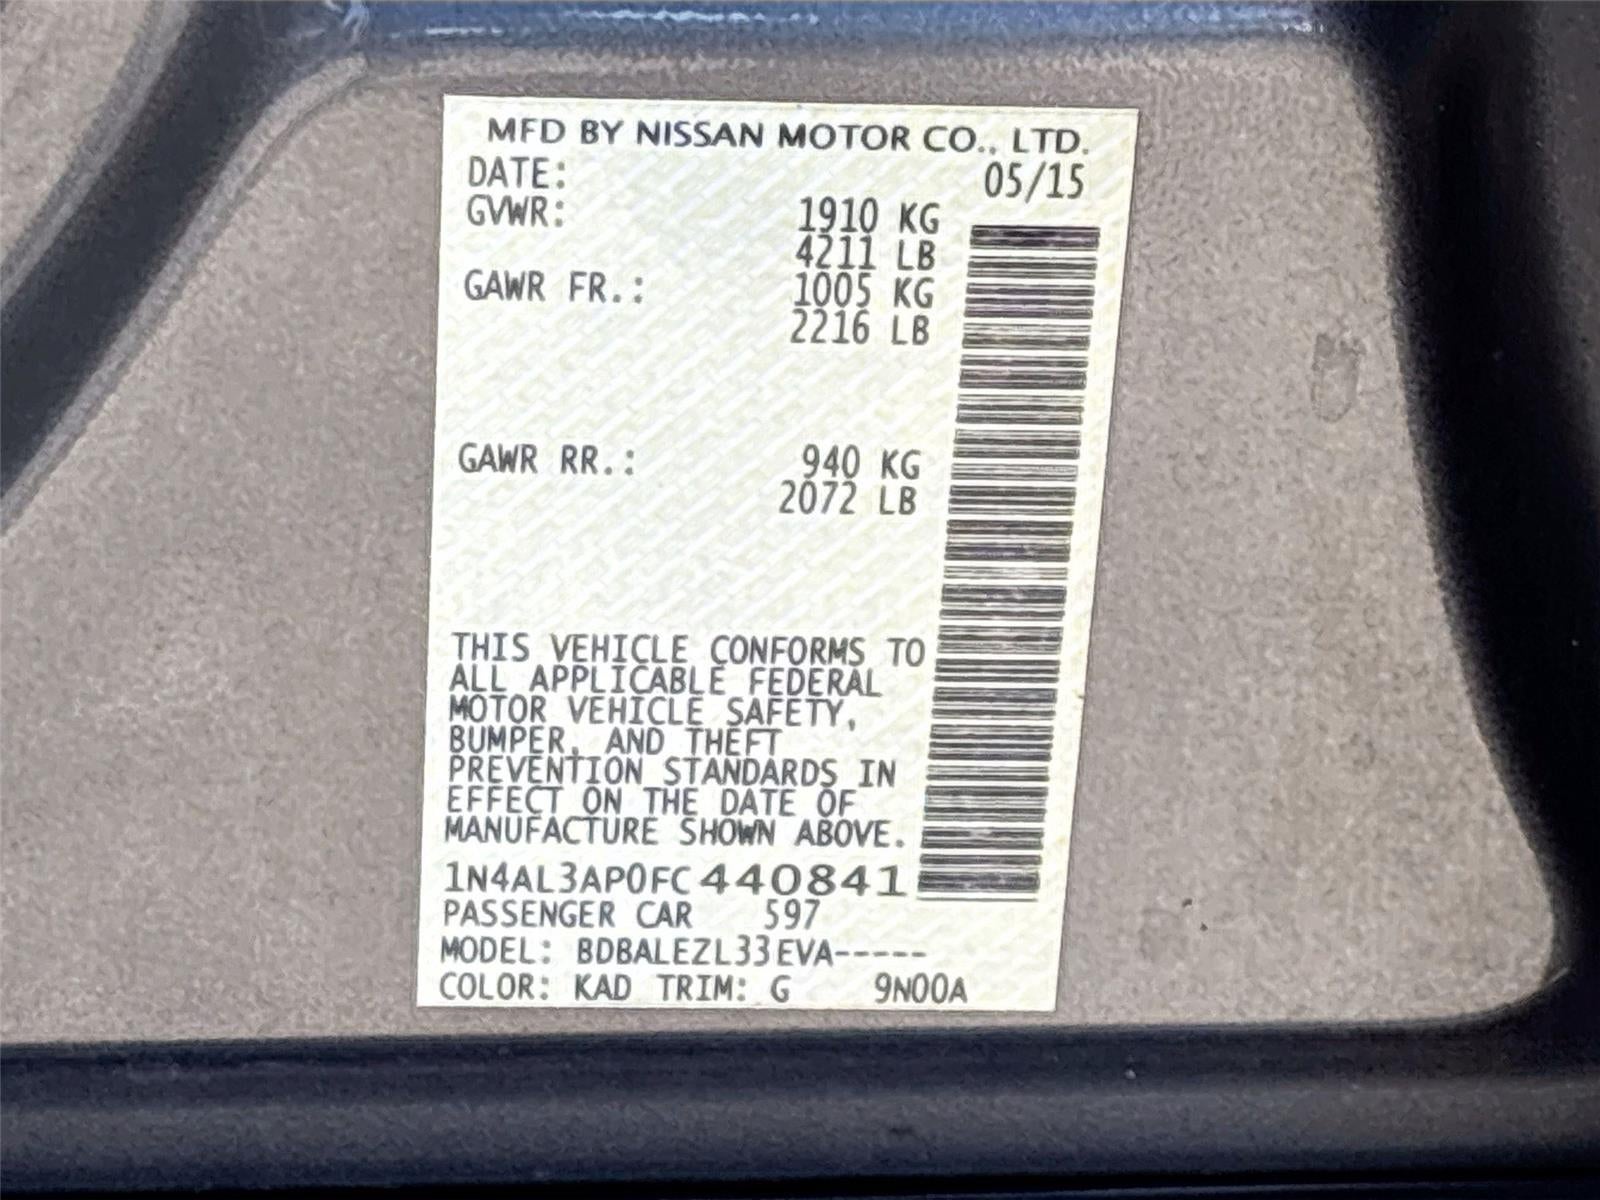 MFD BY NISSAN MOTOR CO., LTD.
DATE: 05/15
GVWR: 1910 KG
4211 LB
GAWR FR.: 1005 KG
2216 LB
GAWR RR.: 940 KG
2072 LB
THIS VEHICLE CONFORMS TO
ALL APPLICABLE FEDERAL
MOTOR VEHICLE SAFETY,
BUMPER, AND THEFT
PREVENTION STANDARDS IN
EFFECT ON THE DATE OF
MANUFACTURE SHOWN ABOVE.
1N4AL3AP0FC440841
PASSENGER CAR 597
MODEL: BDBALEZL33EVA-----
COLOR: KAD TRIM: G 9N00A